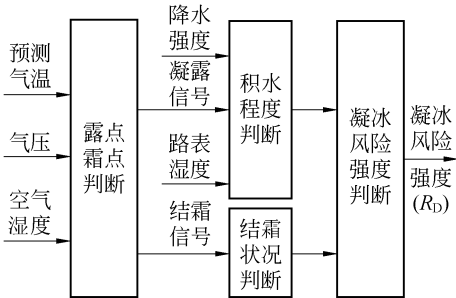 预测
气温
气压
空气
湿度
露点
霜点
判断
降水
强度
凝露
信号
路表
湿度
结霜
信号
积水
程度
判断
结霜
状况
判断
凝冰
风险
强度
判断
凝冰
风险
强度
(R_D)